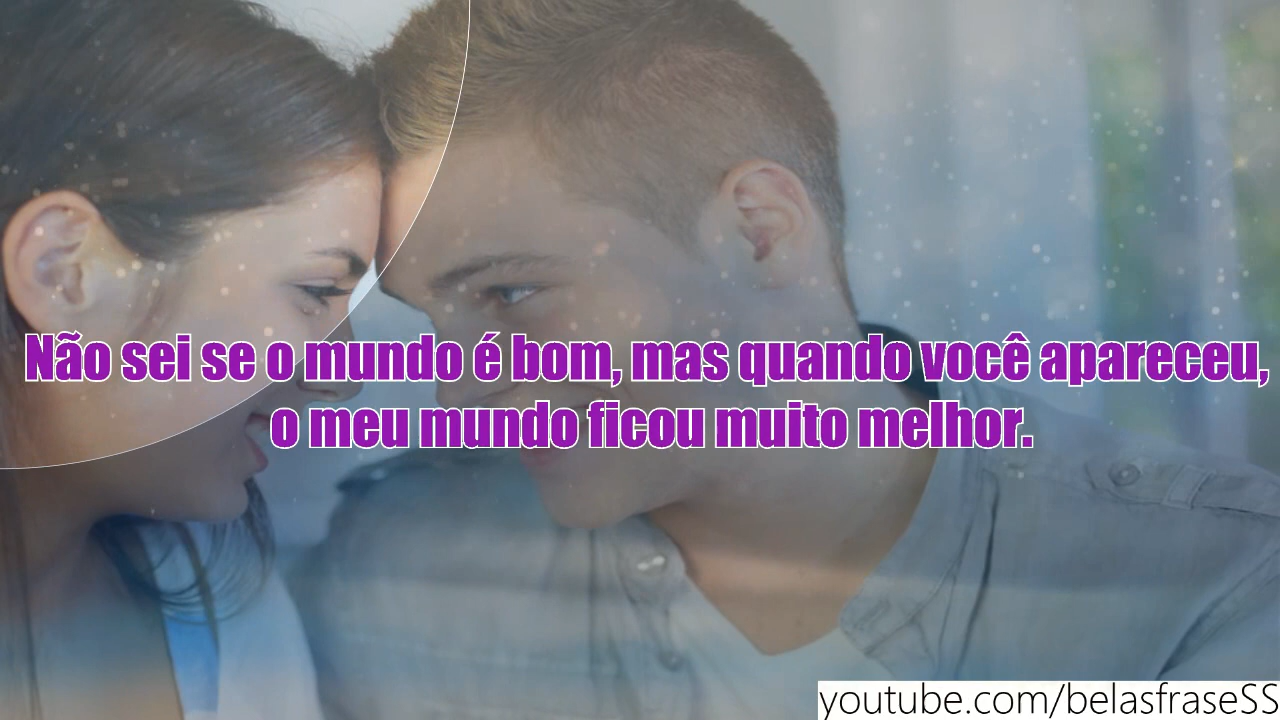 Não sei se o mundo é bom, mas quando você apareceu,
o meu mundo ficou muito melhor.
youtube.com/belasfraseSS